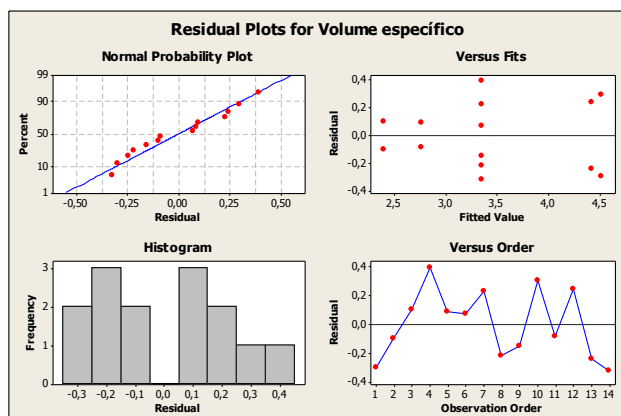 Residual Plots for Volume específico
Normal Probability Plot
99
90
50
10
1
Percent
-0,50 -0,25 0,00 0,25 0,50
Residual
Versus Fits
0,4
0,2
0,0
-0,2
-0,4
Residual
2,5 3,0 3,5 4,0 4,5
Fitted Value
Histogram
3
2
1
0
Frequency
-0,3 -0,2 -0,1 0,0 0,1 0,2 0,3 0,4
Residual
Versus Order
0,4
0,2
0,0
-0,2
-0,4
Residual
1 2 3 4 5 6 7 8 9 10 11 12 13 14
Observation Order